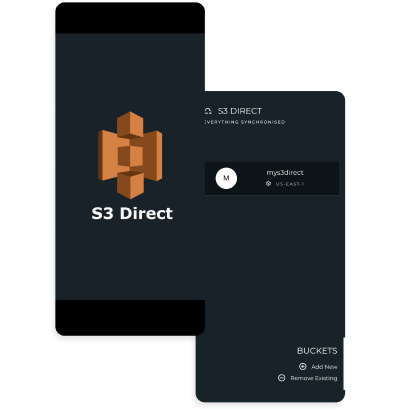 S3 Direct
S3 DIRECT
EVERYTHING SYNCHRONISED
M
mys3direct
US-EAST-1
BUCKETS
Add New
Remove Existing